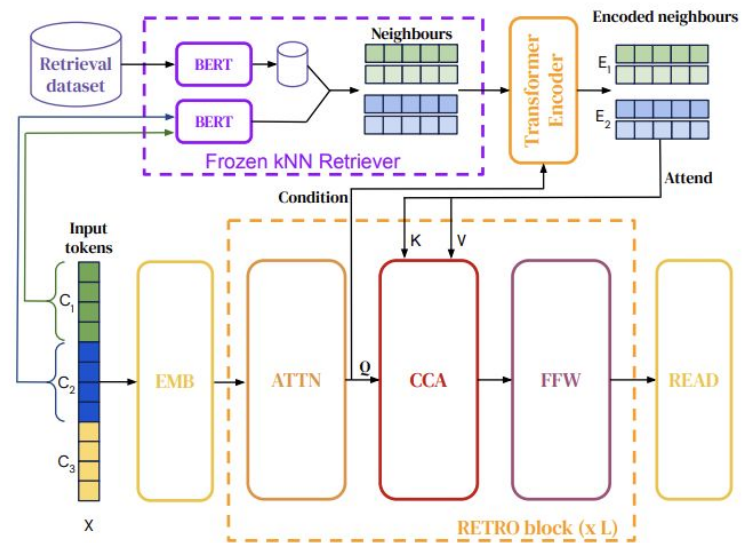 Retrieval
dataset
BERT
BERT
Frozen kNN Retriever
Neighbours
Transformer
Encoder
Encoded neighbours
E1
E2
Condition
Attend
K
V
Input
tokens
C1
C2
C3
X
EMB
ATTN
Q
CCA
FFW
READ
RETRO block (x L)